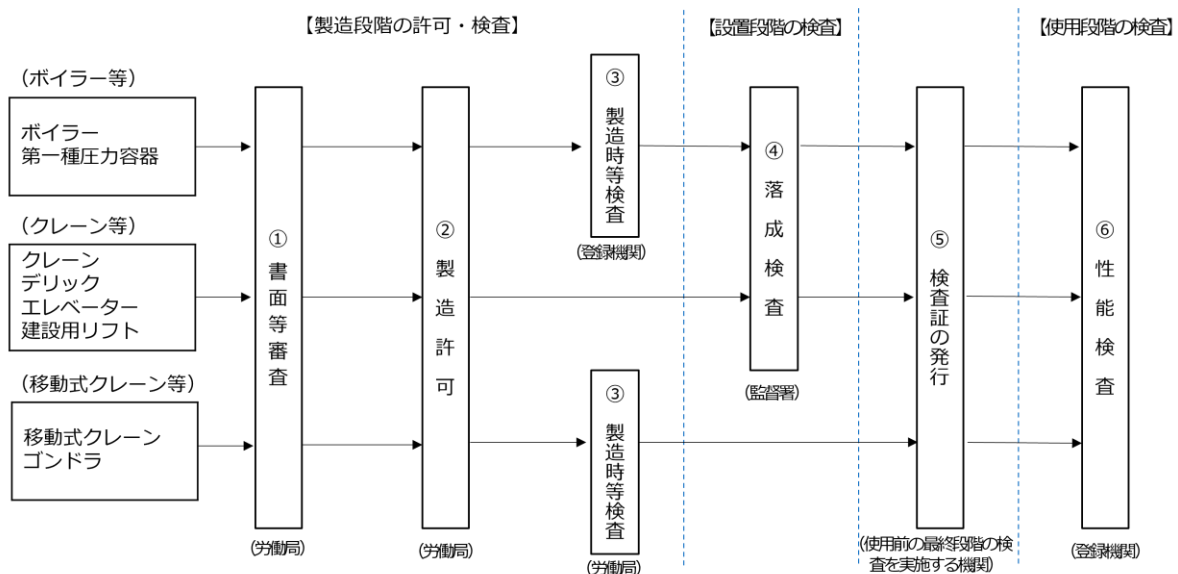 【製造段階の許可・検査】
【設置段階の検査】
【使用段階の検査】
(ボイラー等)
ボイラー
第一種圧力容器
(クレーン等)
クレーン
デリック
エレベーター
建設用リフト
(移動式クレーン等)
移動式クレーン
ゴンドラ
①書面等審査
(労働局)
②製造許可
(労働局)
③製造時等検査
(登録機関)
③製造時等検査
(労働局)
④落成検査
(監督署)
⑤検査証の発行
(使用前の最終段階の検
査を実施する機関)
⑥性能検査
(登録機関)